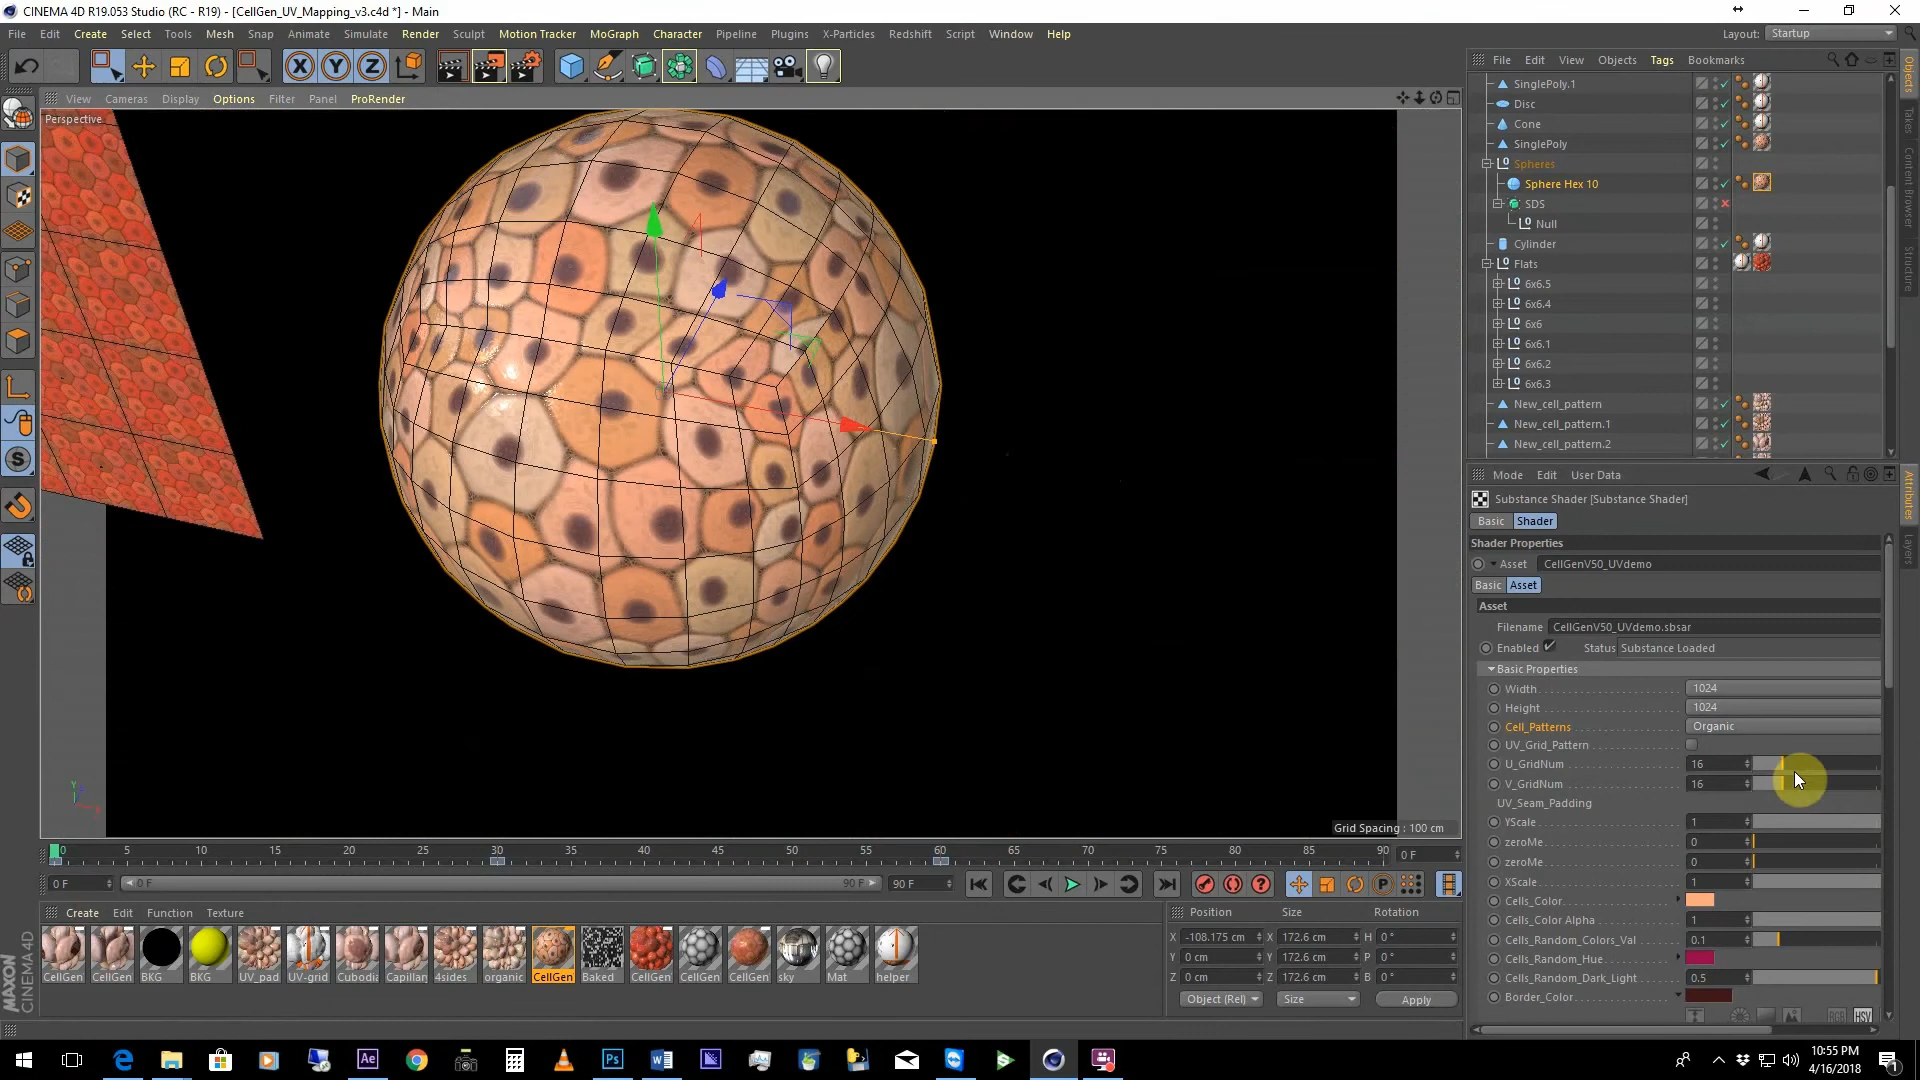 CINEMA 4D R19.053 Studio (RC - R19) - [CellGen_UV_Mapping_v3.c4d *] - Main
File Edit Create Select Tools Mesh Snap Animate Simulate Render Sculpt Motion Tracker MoGraph Character Pipeline Plugins X-Particles Redshift Script Window Help
Layout: Startup
View Cameras Display Options Filter Panel ProRender
Perspective
Grid Spacing : 100 cm
File Edit View Objects Tags Bookmarks
SinglePoly.1
Disc
Cone
SinglePoly
Spheres
Sphere Hex 10
SDS
Null
Cylinder
Flats
6x6.5
6x6.4
6x6
6x6.1
6x6.2
6x6.3
New_cell_pattern
New_cell_pattern.1
New_cell_pattern.2
Objects
Takes
Content Browser
Structure
Attributes
Layers
Mode Edit User Data
Substance Shader [Substance Shader]
Basic Shader
Shader Properties
Asset CellGenV50_UVdemo
Basic Asset
Asset
Filename CellGenV50_UVdemo.sbsar
Enabled Status Substance Loaded
Basic Properties
Width 1024
Height 1024
Cell_Patterns Organic
UV_Grid_Pattern
U_GridNum 16
V_GridNum 16
UV_Seam_Padding
YScale 1
zeroMe 0
zeroMe 0
XScale 1
Cells_Color
Cells_Color Alpha 1
Cells_Random_Colors_Val 0.1
Cells_Random_Hue
Cells_Random_Dark_Light 0.5
Border_Color
RGB HSV
0 5 10 15 20 25 30 35 40 45 50 55 60 65 70 75 80 85 90 0 F
0 F 0 F 90 F 90 F
Create Edit Function Texture
CellGen CellGen BKG BKG UV_pad UV-grid Cubodia Capillar 4sides organic CellGen Baked CellGen CellGen CellGen sky Mat helper
Position Size Rotation
X -108.175 cm X 172.6 cm H 0 °
Y 0 cm Y 172.6 cm P 0 °
Z 0 cm Z 172.6 cm B 0 °
Object (Rel) Size Apply
MAXON CINEMA 4D
10:55 PM
4/16/2018